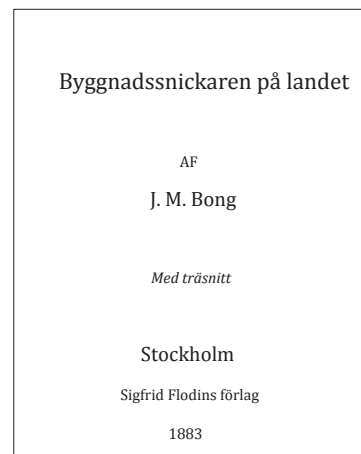 Byggnadssnickaren på landet
AF
J. M. Bong
Med träsnitt
Stockholm
Sigfrid Flodins förlag
1883